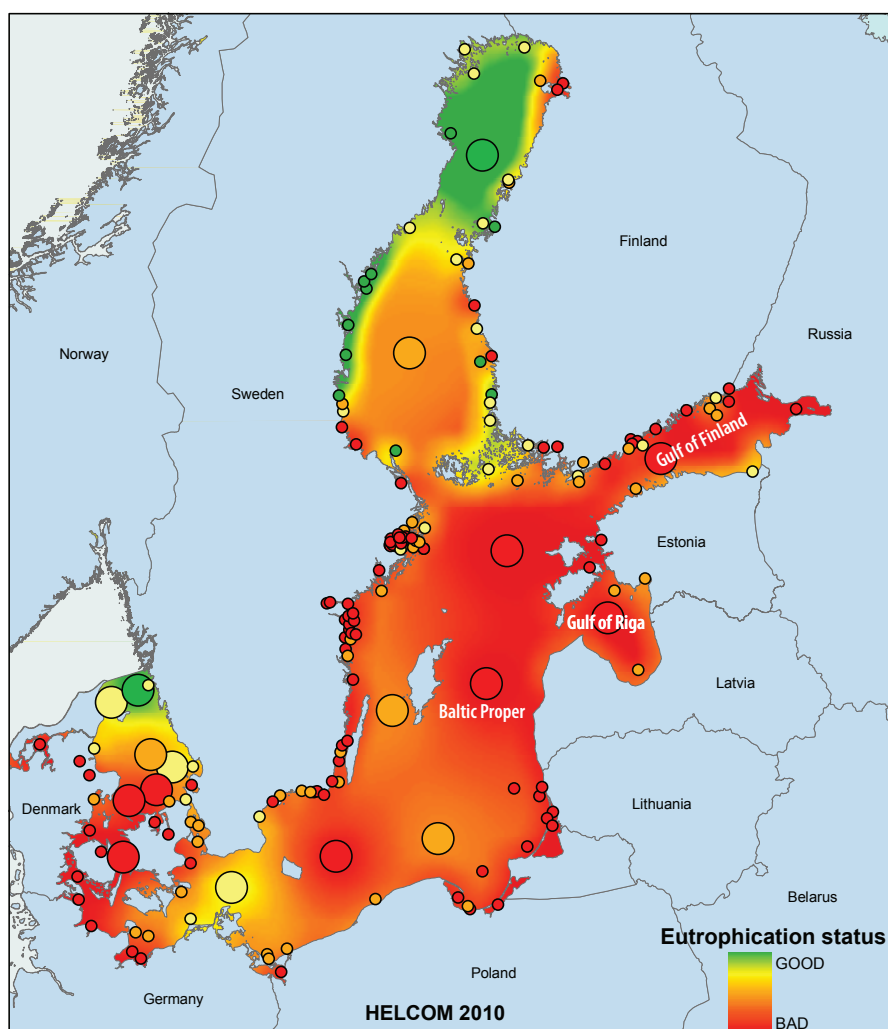 Finland
Russia
Norway
Sweden
Gulf of Finland
Estonia
Gulf of Riga
Latvia
Baltic Proper
Lithuania
Denmark
Belarus
Eutrophication status
GOOD
BAD
Poland
Germany
HELCOM 2010